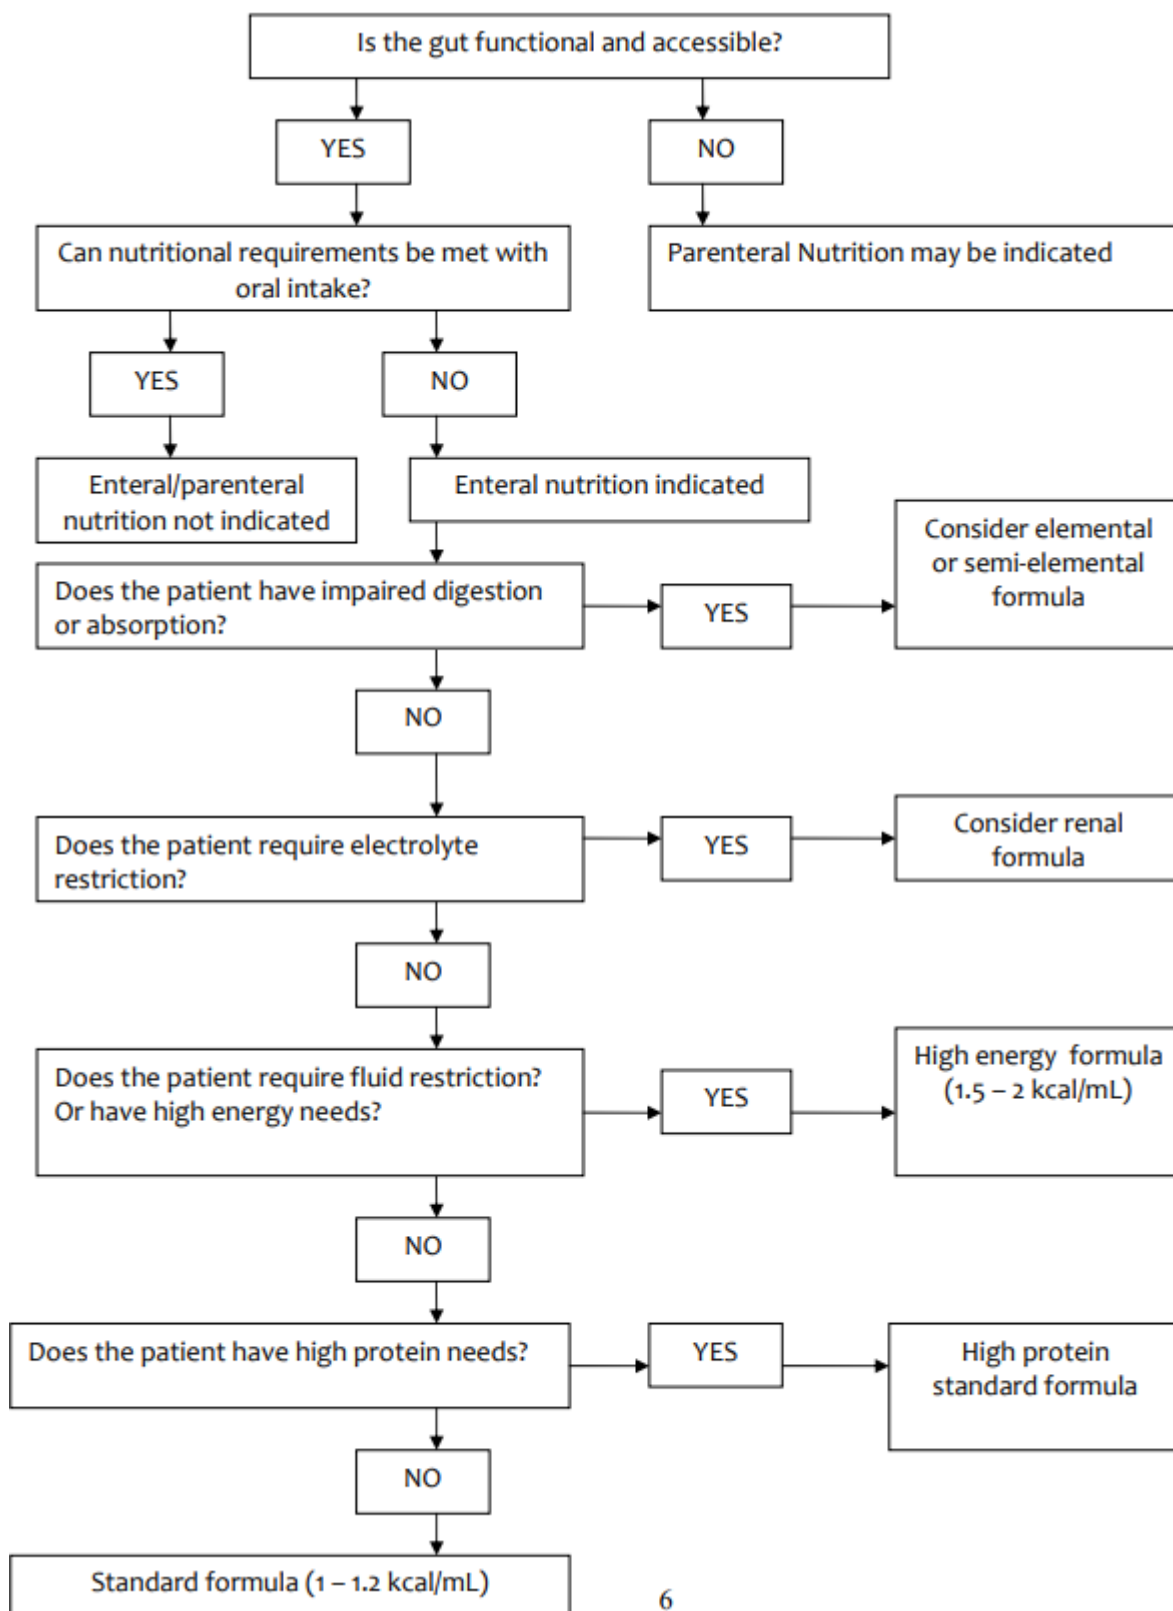 Is the gut functional and accessible?
YES
NO
Can nutritional requirements be met with
oral intake?
Parenteral Nutrition may be indicated
YES
NO
Enteral/parenteral
nutrition not indicated
Enteral nutrition indicated
Consider elemental
or semi-elemental
formula
Does the patient have impaired digestion
or absorption?
YES
NO
Does the patient require electrolyte
restriction?
YES
Consider renal
formula
NO
Does the patient require fluid restriction?
Or have high energy needs?
YES
High energy  formula
(1.5 – 2 kcal/mL)
NO
Does the patient have high protein needs?
YES
High protein
standard formula
NO
Standard formula (1 – 1.2 kcal/mL)
6